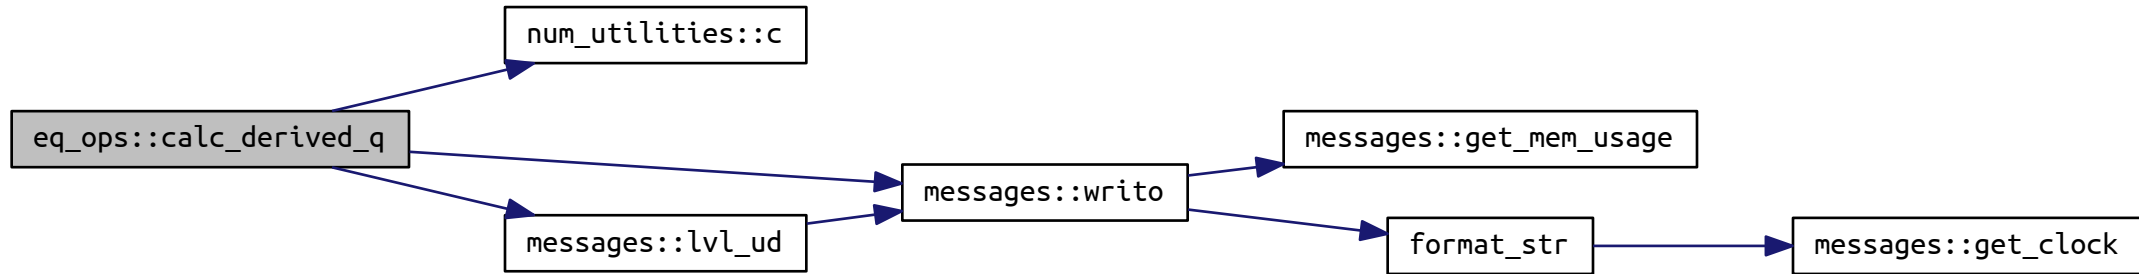 num_utilities::c
eq_ops::calc_derived_q
messages::get_mem_usage
messages::writo
messages::lvl_ud
format_str
messages::get_clock